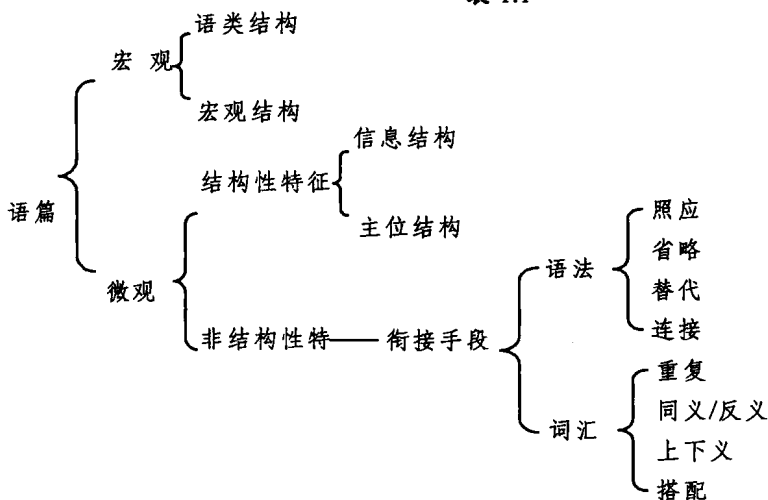 语类结构
宏 观
宏观结构
信息结构
结构性特征
主位结构
语篇
微观
非结构性特
衔接手段
语法
照应
省略
替代
连接
词汇
重复
同义/反义
上下义
搭配